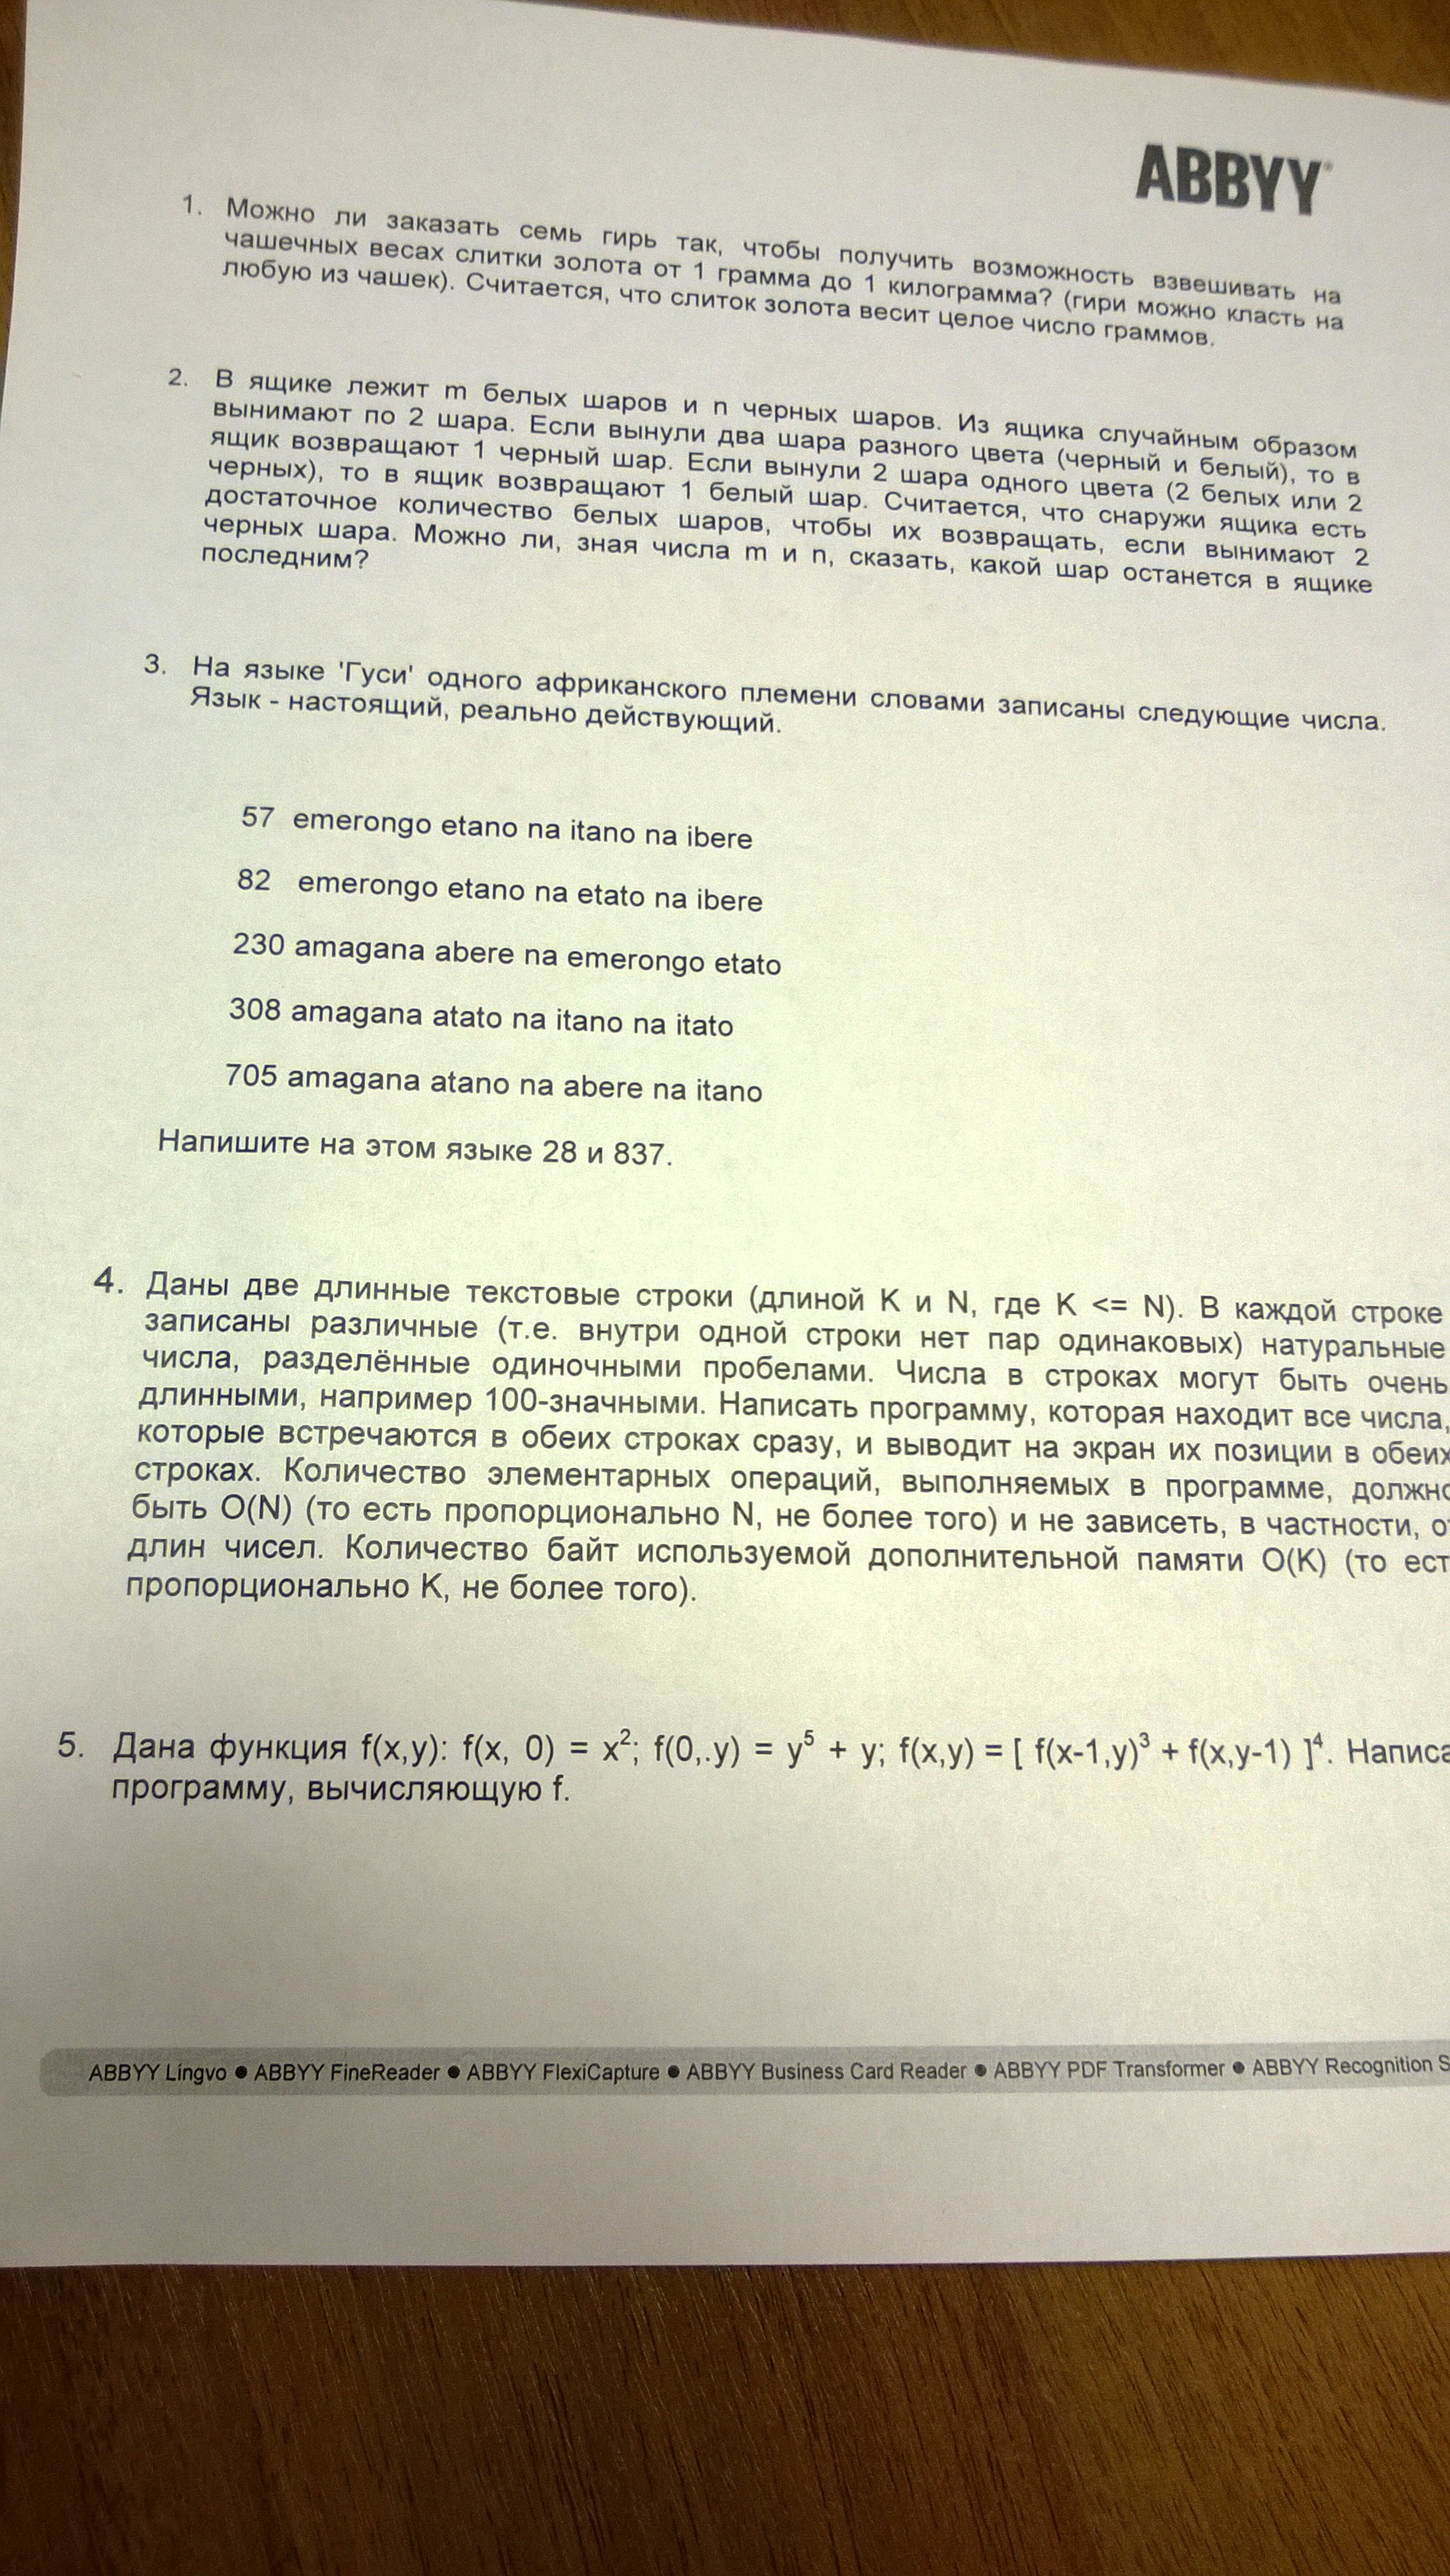 ABBYY
1. Можно ли заказать семь гирь так, чтобы получить возможность взвешивать на
чашечных весах слитки золота от 1 грамма до 1 килограмма? (гири можно класть на
любую из чашек). Считается, что слиток золота весит целое число граммов.
2. В ящике лежит m белых шаров и n черных шаров. Из ящика случайным образом
вынимают по 2 шара. Если вынули два шара разного цвета (черный и белый), то в
ящик возвращают 1 черный шар. Если вынули 2 шара одного цвета (2 белых или 2
черных), то в ящик возвращают 1 белый шар. Считается, что снаружи ящика есть
достаточное количество белых шаров, чтобы их возвращать, если вынимают 2
черных шара. Можно ли, зная числа m и n, сказать, какой шар останется в ящике
последним?
3. На языке 'Гуси' одного африканского племени словами записаны следующие числа.
Язык - настоящий, реально действующий.
57 emerongo etano na itano na ibere
82 emerongo etano na etato na ibere
230 amagana abere na emerongo etato
308 amagana atato na itano na itato
705 amagana atano na abere na itano
Напишите на этом языке 28 и 837.
4. Даны две длинные текстовые строки (длиной K и N, где K <= N). В каждой строке
записаны различные (т.е. внутри одной строки нет пар одинаковых) натуральные
числа, разделённые одиночными пробелами. Числа в строках могут быть очень
длинными, например 100-значными. Написать программу, которая находит все числа,
которые встречаются в обеих строках сразу, и выводит на экран их позиции в обеих
строках. Количество элементарных операций, выполняемых в программе, должно
быть O(N) (то есть пропорционально N, не более того) и не зависеть, в частности, от
длин чисел. Количество байт используемой дополнительной памяти O(K) (то ест
пропорционально K, не более того).
5. Дана функция f(x,y): f(x, 0) = x²; f(0,.y) = y⁵ + y; f(x,y) = [ f(x-1,y)³ + f(x,y-1) ]⁴. Написа
программу, вычисляющую f.
ABBYY Lingvo ● ABBYY FineReader ● ABBYY FlexiCapture ● ABBYY Business Card Reader ● ABBYY PDF Transformer ● ABBYY Recognition S